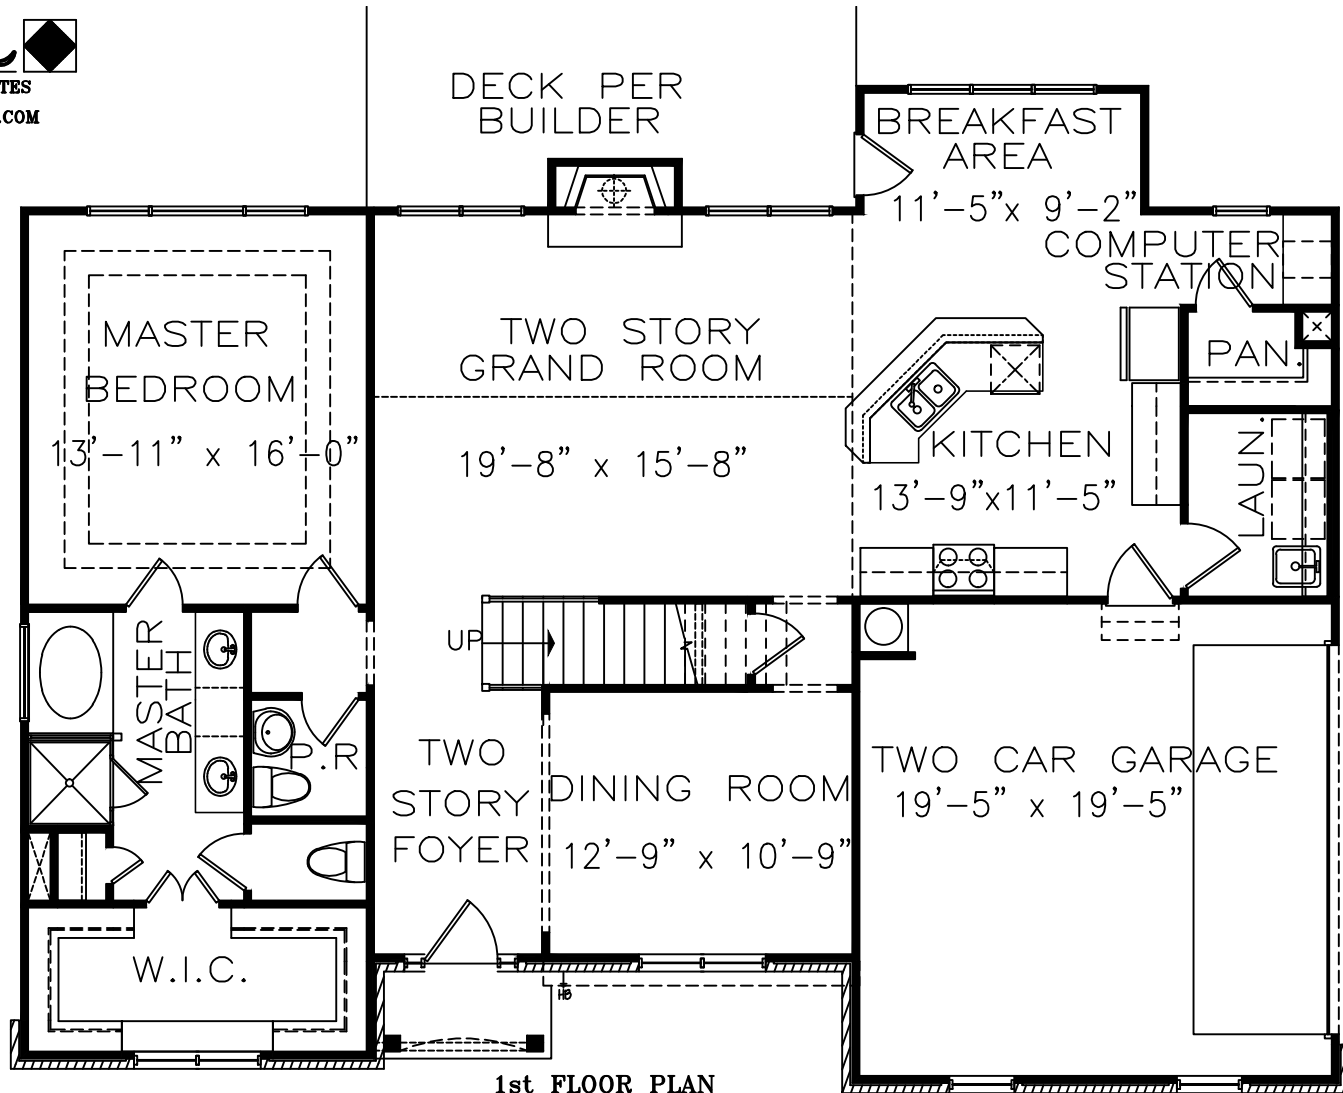 TES
.COM
DECK PER
BUILDER
BREAKFAST
AREA
11'-5"x 9'-2"
COMPUTER
STATION
MASTER
BEDROOM
13'-11" x 16'-0"
TWO STORY
GRAND ROOM
19'-8" x 15'-8"
PAN.
KITCHEN
13'-9"x11'-5"
LAUN.
UP
MASTER
BATH
P.R
TWO
STORY
FOYER
DINING ROOM
12'-9" x 10'-9"
TWO CAR GARAGE
19'-5" x 19'-5"
W.I.C.
HB
1st FLOOR PLAN